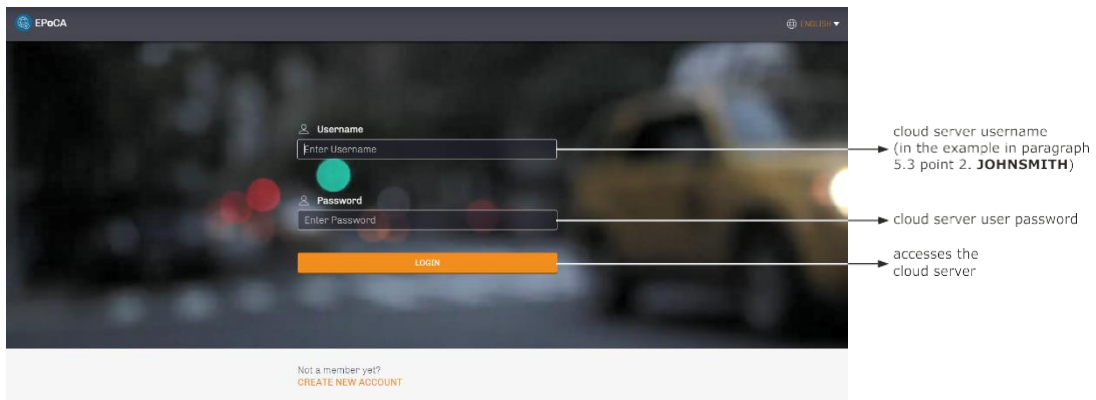 EPoCA
ENGLISH
Username
Enter Username
Password
Enter Password
LOGIN
Not a member yet?
CREATE NEW ACCOUNT
cloud server username
(in the example in paragraph
5.3 point 2. JOHNSMITH)
cloud server user password
accesses the
cloud server